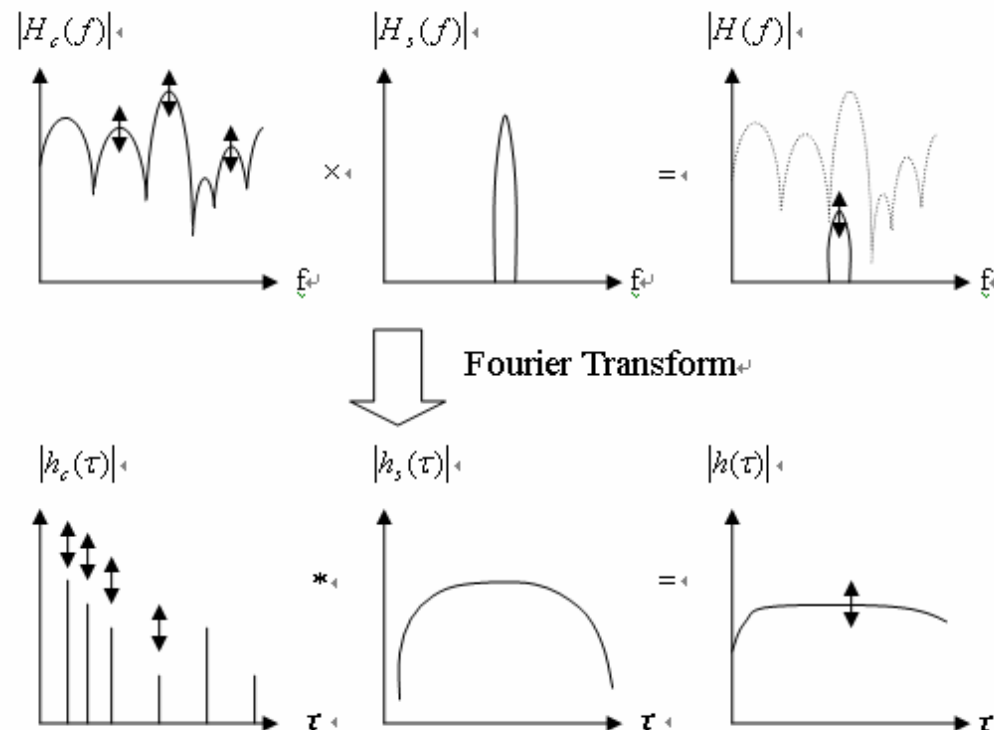 |H_c(f)| |H_s(f)| |H(f)|
× =
f f f
Fourier Transform
|h_c(τ)| |h_s(τ)| |h(τ)|
* =
τ τ τ